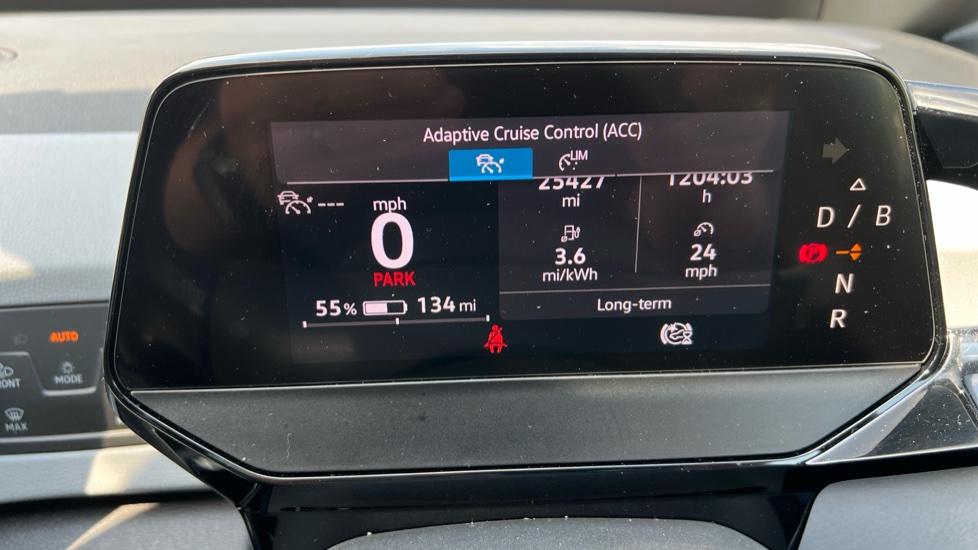 Adaptive Cruise Control (ACC)
LIM
--- mph
0
PARK
55% 134 mi
25427
mi
1204:03
h
3.6
mi/kWh
24
mph
Long-term
D / B
P
N
R
AUTO
MODE
MAX